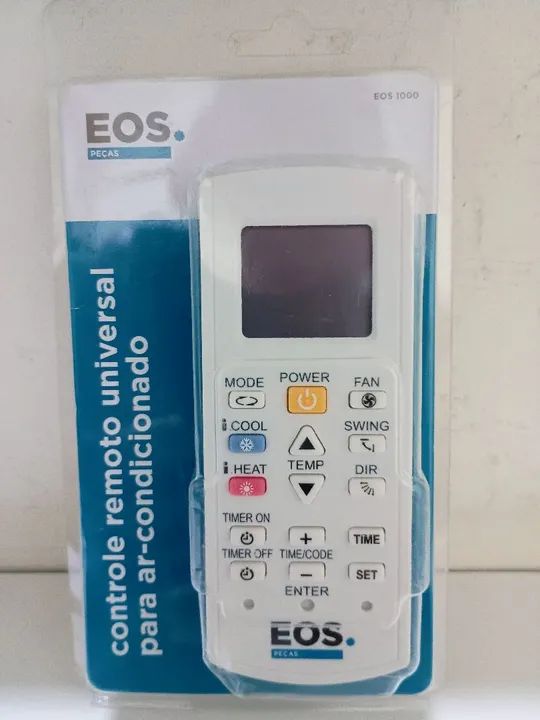 EOS 1000
EOS.
PEÇAS
controle remoto universal
para ar-condicionado
MODE POWER FAN
COOL SWING
HEAT TEMP DIR
TIMER ON
+ TIME
TIMER OFF TIME/CODE
- SET
ENTER
EOS.
PEÇAS